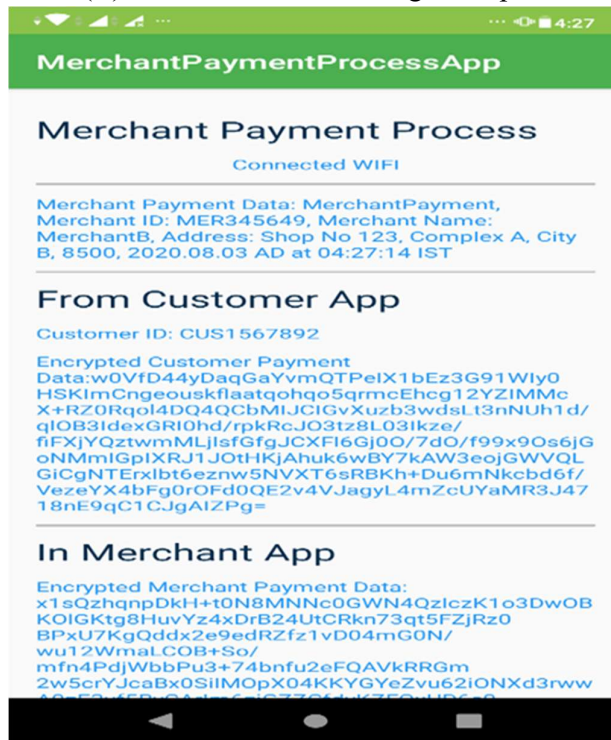 4:27
MerchantPaymentProcessApp
Merchant Payment Process
Connected WIFI
Merchant Payment Data: MerchantPayment,
Merchant ID: MER345649, Merchant Name:
MerchantB, Address: Shop No 123, Complex A, City
B, 8500, 2020.08.03 AD at 04:27:14 IST
From Customer App
Customer ID: CUS1567892
Encrypted Customer Payment
Data:w0VfD44yDaqGaYvmQTPeIX1bEz3G91WIy0
HSKImCngeouskflaatqohqo5qrmcEhcg12YZIMMc
X+RZ0Rqol4DQ4QCbMIJCIGvXuzb3wdsLt3nNUh1d/
qIOB3IdexGRI0hd/rpkRcJO3tz8L03Ikze/
fiFXjYQztwmMLjlsfGfgJCXFI6Gj0O/7dO/f99x9Os6jG
oNMmIGpIXRJ1JOtHKjAhuk6wBY7kAW3eojGWVQL
GiCgNTErxIbt6eznw5NVXT6sRBKh+Du6mNkcbd6f/
VezeYX4bFg0rOFd0QE2v4VJagyL4mZcUYaMR3J47
18nE9qC1CJgAIZPg=
In Merchant App
Encrypted Merchant Payment Data:
x1sQzhqnpDkH+t0N8MNNc0GWN4QzIczK1o3DwOB
KOIGKtg8HuvYz4xDrB24UtCRkn73qt5FZjRz0
BPxU7KgQddx2e9edRZfz1vD04mG0N/
wu12WmaLCOB+So/
mfn4PdjWbbPu3+74bnfu2eFQAVkRRGm
2w5crYJcaBx0SiIMOpX04KKYGYeZvu62iONXd3rww